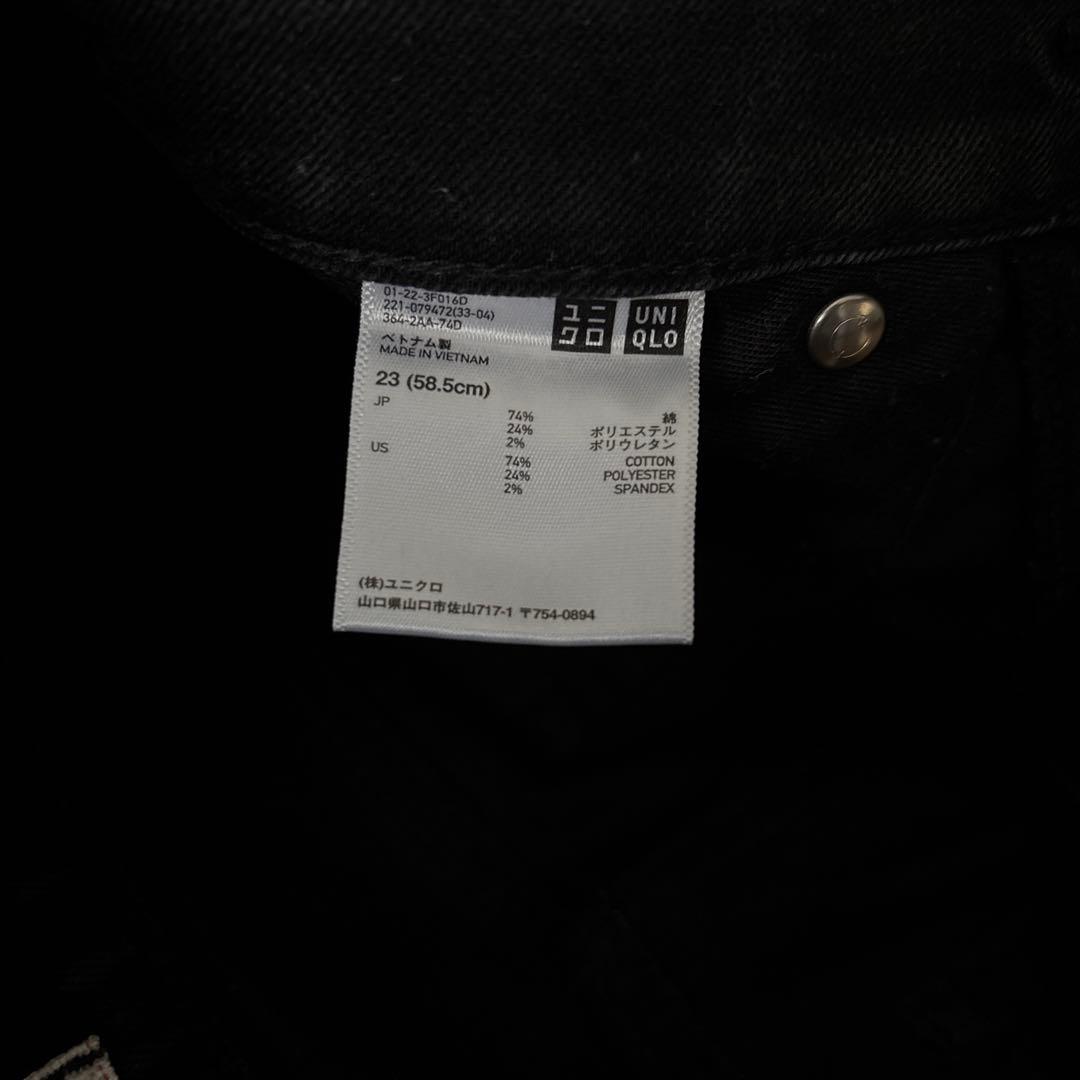 01-22-3F016D
221-079472(33-04)
364-2AA-74D
ユニ
クロ
UNI
QLO
ベトナム製
MADE IN VIETNAM
23 (58.5cm)
JP
74% 綿
24% ポリエステル
2% ポリウレタン
US
74% COTTON
24% POLYESTER
2% SPANDEX
(株)ユニクロ
山口県山口市佐山717-1 〒754-0894